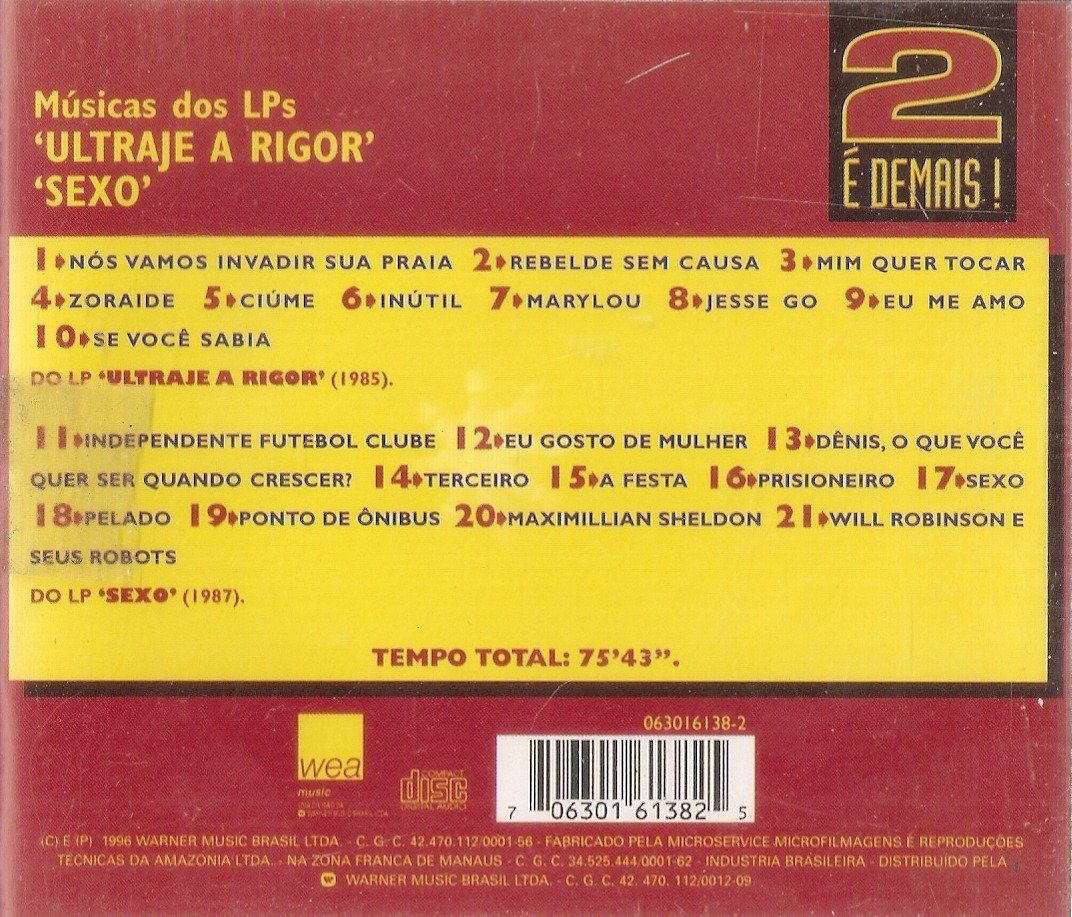 2
É DEMAIS!
Músicas dos LPs
'ULTRAJE A RIGOR'
'SEXO'
1 NÓS VAMOS INVADIR SUA PRAIA 2 REBELDE SEM CAUSA 3 MIM QUER TOCAR
4 ZORAIDE 5 CIÚME 6 INÚTIL 7 MARYLOU 8 JESSE GO 9 EU ME AMO
10 SE VOCÊ SABIA
DO LP 'ULTRAJE A RIGOR' (1985).
11 INDEPENDENTE FUTEBOL CLUBE 12 EU GOSTO DE MULHER 13 DÊNIS, O QUE VOCÊ
QUER SER QUANDO CRESCER? 14 TERCEIRO 15 A FESTA 16 PRISIONEIRO 17 SEXO
18 PELADO 19 PONTO DE ÔNIBUS 20 MAXIMILLIAN SHELDON 21 WILL ROBINSON E
SEUS ROBOTS
DO LP 'SEXO' (1987).
TEMPO TOTAL: 75'43".
wea
music
COMPACT
disc
DIGITAL AUDIO
063016138-2
7 06301 61382 5
(C) E (P) 1996 WARNER MUSIC BRASIL LTDA. - C. G. C. 42.470.112/0001-56 - FABRICADO PELA MICROSERVICE MICROFILMAGENS E REPRODUÇÕES
TÉCNICAS DA AMAZÔNIA LTDA. - NA ZONA FRANCA DE MANAUS - C. G. C. 34.525.444/0001-62 - INDUSTRIA BRASILEIRA - DISTRIBUÍDO PELA
WARNER MUSIC BRASIL LTDA. - C. G. C. 42. 470. 112/0012-09